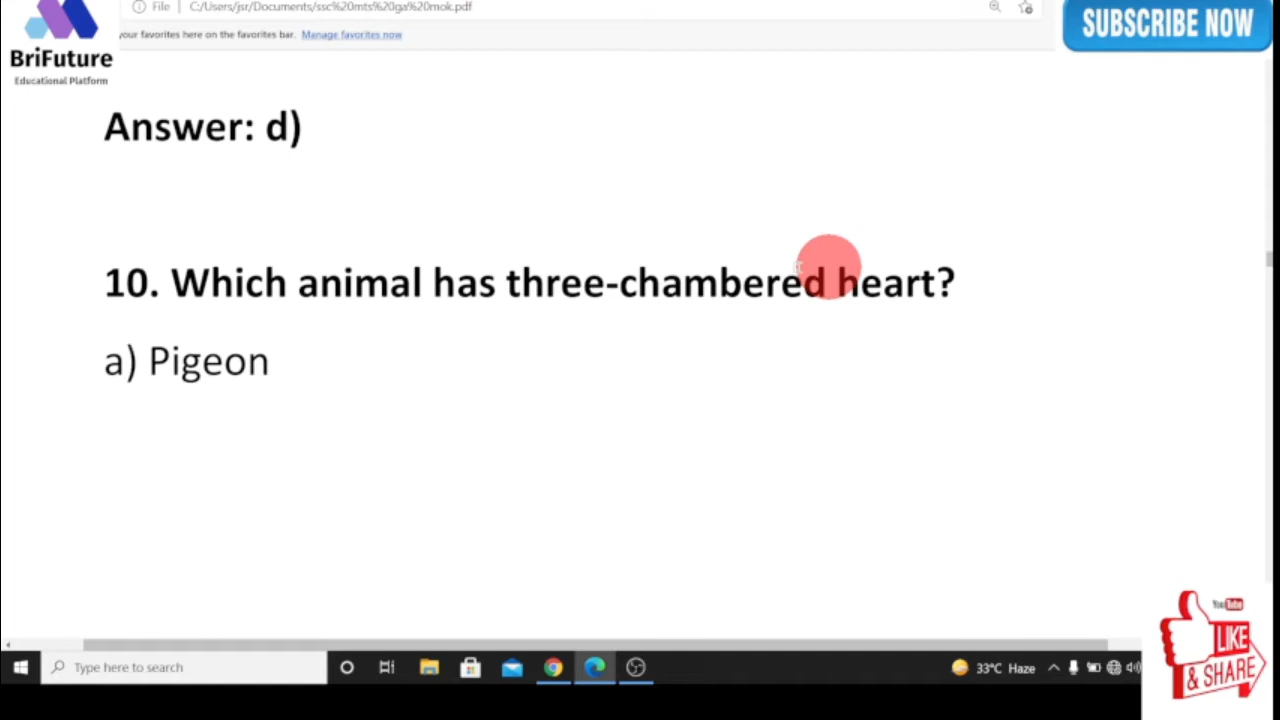 File C:/Users/jsr/Documents/ssc%20mts%20ga%20mok.pdf
SUBSCRIBE NOW
your favorites here on the favorites bar. Manage favorites now
BriFuture
Educational Platform
Answer: d)
10. Which animal has three-chambered heart?
a) Pigeon
You Tube
LIKE
& SHARE
Type here to search
33°C Haze